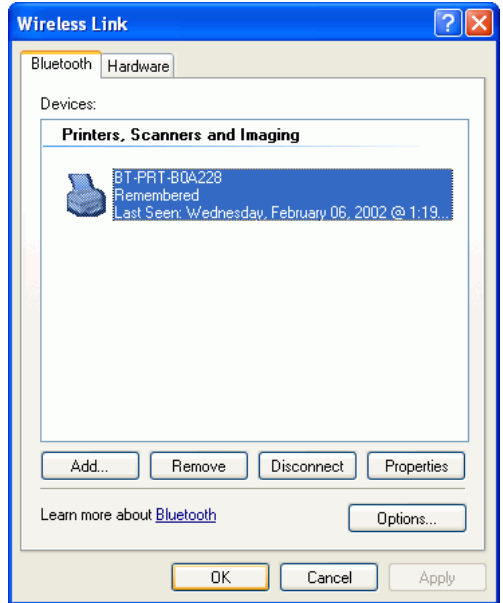 Wireless Link
Bluetooth Hardware
Devices:
Printers, Scanners and Imaging
BT-PRT-B0A228
Remembered
Last Seen: Wednesday, February 06, 2002 @ 1:19...
Add... Remove Disconnect Properties
Learn more about Bluetooth Options...
OK Cancel Apply